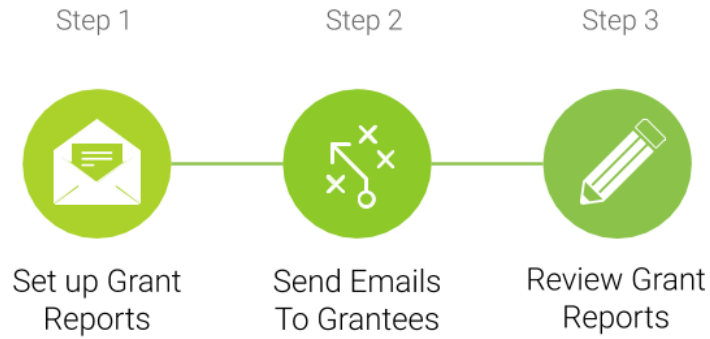 Step 1
Step 2
Step 3
Set up Grant
Reports
Send Emails
To Grantees
Review Grant
Reports